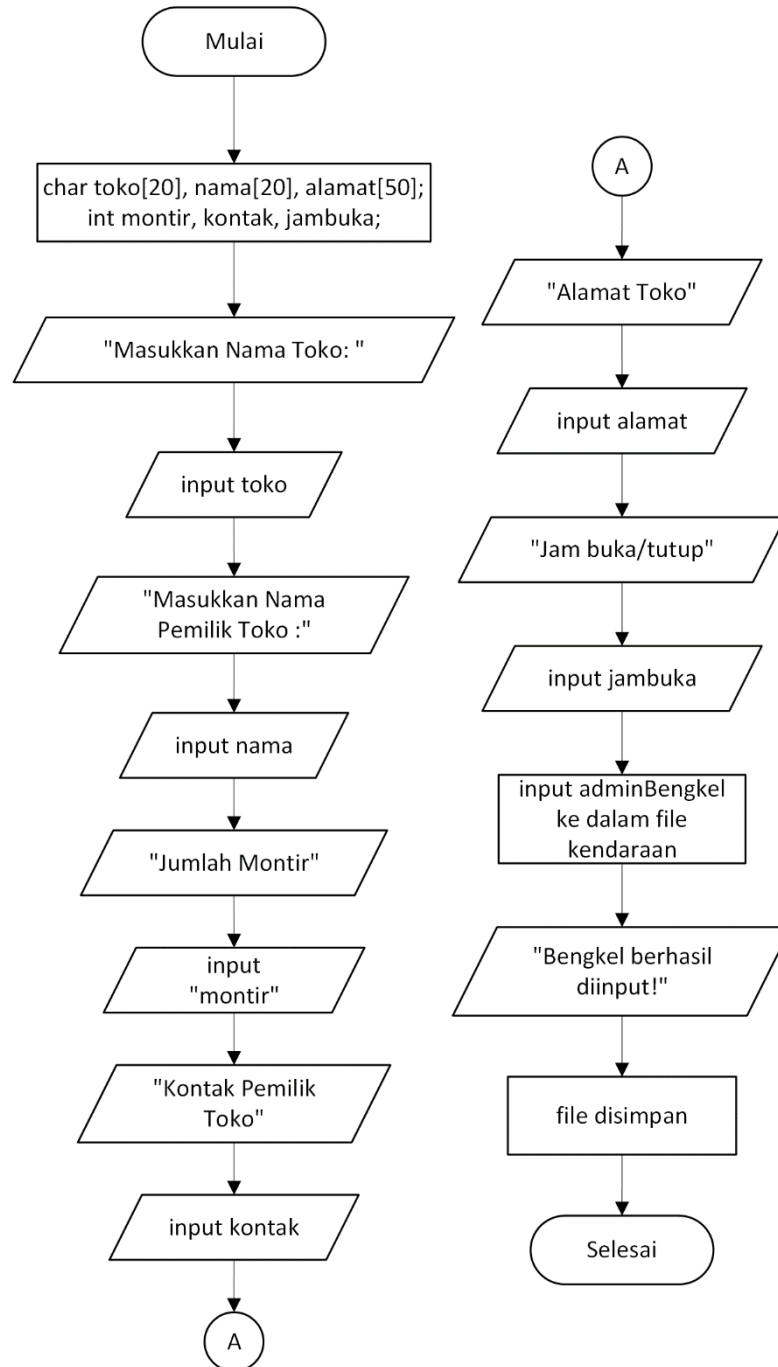 Mulai
char toko[20], nama[20], alamat[50];
int montir, kontak, jambuka;
"Masukkan Nama Toko: "
input toko
"Masukkan Nama
Pemilik Toko :"
input nama
"Jumlah Montir"
input
"montir"
"Kontak Pemilik
Toko"
input kontak
A
A
"Alamat Toko"
input alamat
"Jam buka/tutup"
input jambuka
input adminBengkel
ke dalam file
kendaraan
"Bengkel berhasil
diinput!"
file disimpan
Selesai